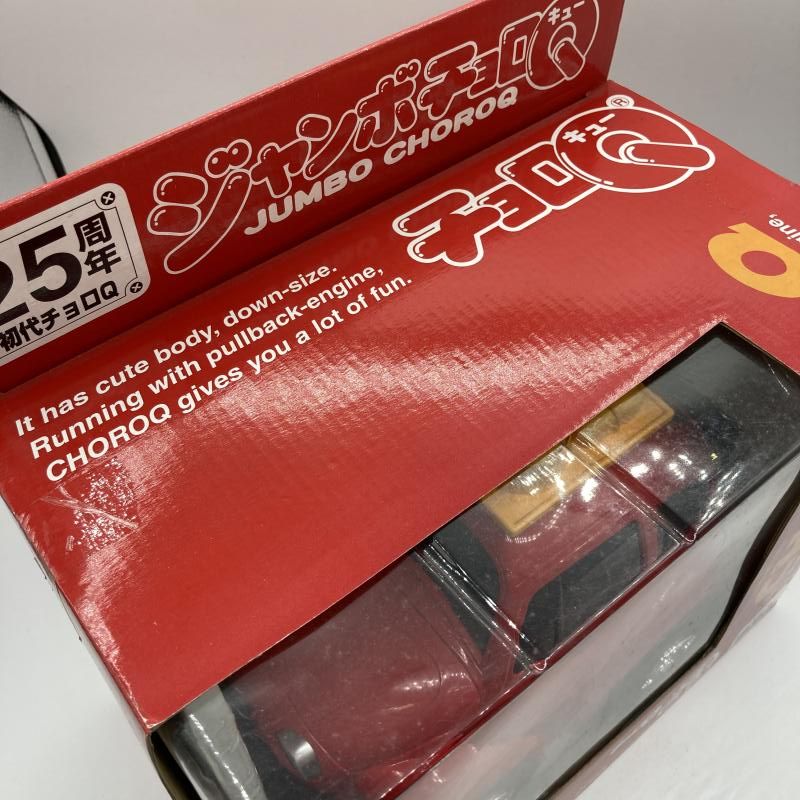 ジャンボチョロQ
キュー
JUMBO CHOROQ
25周年
初代チョロQ
チョロQ
キュー
®
It has cute body, down-size.
Running with pullback-engine,
CHOROQ gives you a lot of fun.